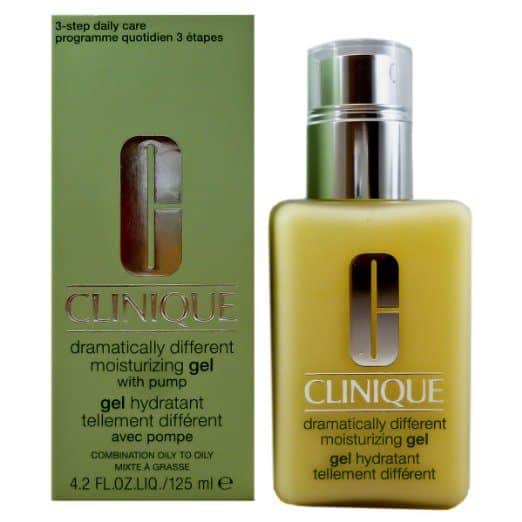 3-step daily care
programme quotidien 3 étapes
C
CLINIQUE
dramatically different
moisturizing gel
with pump
gel hydratant
tellement différent
avec pompe
COMBINATION OILY TO OILY
MIXTE À GRASSE
4.2 FL.OZ.LIQ./125 ml ℮
C
CLINIQUE
dramatically different
moisturizing gel
gel hydratant
tellement différent